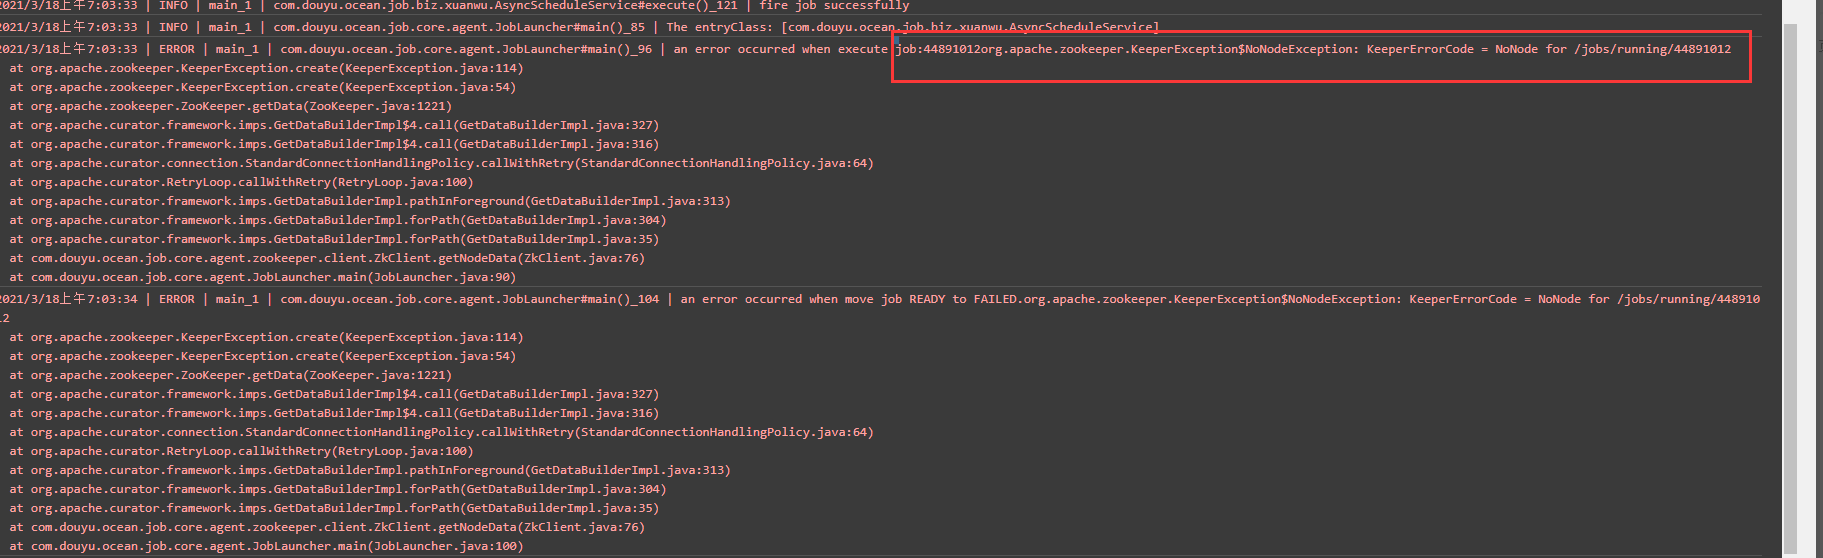 2021/3/18上午7:03:33 | INFO | main_1 | com.douyu.ocean.job.biz.xuanwu.AsyncScheduleService#execute()_121 | fire job successfully
2021/3/18上午7:03:33 | INFO | main_1 | com.douyu.ocean.job.core.agent.JobLauncher#main()_85 | The entryClass: [com.douyu.ocean.job.biz.xuanwu.AsyncScheduleService]
2021/3/18上午7:03:33 | ERROR | main_1 | com.douyu.ocean.job.core.agent.JobLauncher#main()_96 | an error occurred when execute job:44891012org.apache.zookeeper.KeeperException$NoNodeException: KeeperErrorCode = NoNode for /jobs/running/44891012
at org.apache.zookeeper.KeeperException.create(KeeperException.java:114)
at org.apache.zookeeper.KeeperException.create(KeeperException.java:54)
at org.apache.zookeeper.ZooKeeper.getData(ZooKeeper.java:1221)
at org.apache.curator.framework.imps.GetDataBuilderImpl$4.call(GetDataBuilderImpl.java:327)
at org.apache.curator.framework.imps.GetDataBuilderImpl$4.call(GetDataBuilderImpl.java:316)
at org.apache.curator.connection.StandardConnectionHandlingPolicy.callWithRetry(StandardConnectionHandlingPolicy.java:64)
at org.apache.curator.RetryLoop.callWithRetry(RetryLoop.java:100)
at org.apache.curator.framework.imps.GetDataBuilderImpl.pathInForeground(GetDataBuilderImpl.java:313)
at org.apache.curator.framework.imps.GetDataBuilderImpl.forPath(GetDataBuilderImpl.java:304)
at org.apache.curator.framework.imps.GetDataBuilderImpl.forPath(GetDataBuilderImpl.java:35)
at com.douyu.ocean.job.core.agent.zookeeper.client.ZkClient.getNodeData(ZkClient.java:76)
at com.douyu.ocean.job.core.agent.JobLauncher.main(JobLauncher.java:90)
2021/3/18上午7:03:34 | ERROR | main_1 | com.douyu.ocean.job.core.agent.JobLauncher#main()_104 | an error occurred when move job READY to FAILED.org.apache.zookeeper.KeeperException$NoNodeException: KeeperErrorCode = NoNode for /jobs/running/448910
12
at org.apache.zookeeper.KeeperException.create(KeeperException.java:114)
at org.apache.zookeeper.KeeperException.create(KeeperException.java:54)
at org.apache.zookeeper.ZooKeeper.getData(ZooKeeper.java:1221)
at org.apache.curator.framework.imps.GetDataBuilderImpl$4.call(GetDataBuilderImpl.java:327)
at org.apache.curator.framework.imps.GetDataBuilderImpl$4.call(GetDataBuilderImpl.java:316)
at org.apache.curator.connection.StandardConnectionHandlingPolicy.callWithRetry(StandardConnectionHandlingPolicy.java:64)
at org.apache.curator.RetryLoop.callWithRetry(RetryLoop.java:100)
at org.apache.curator.framework.imps.GetDataBuilderImpl.pathInForeground(GetDataBuilderImpl.java:313)
at org.apache.curator.framework.imps.GetDataBuilderImpl.forPath(GetDataBuilderImpl.java:304)
at org.apache.curator.framework.imps.GetDataBuilderImpl.forPath(GetDataBuilderImpl.java:35)
at com.douyu.ocean.job.core.agent.zookeeper.client.ZkClient.getNodeData(ZkClient.java:76)
at com.douyu.ocean.job.core.agent.JobLauncher.main(JobLauncher.java:100)